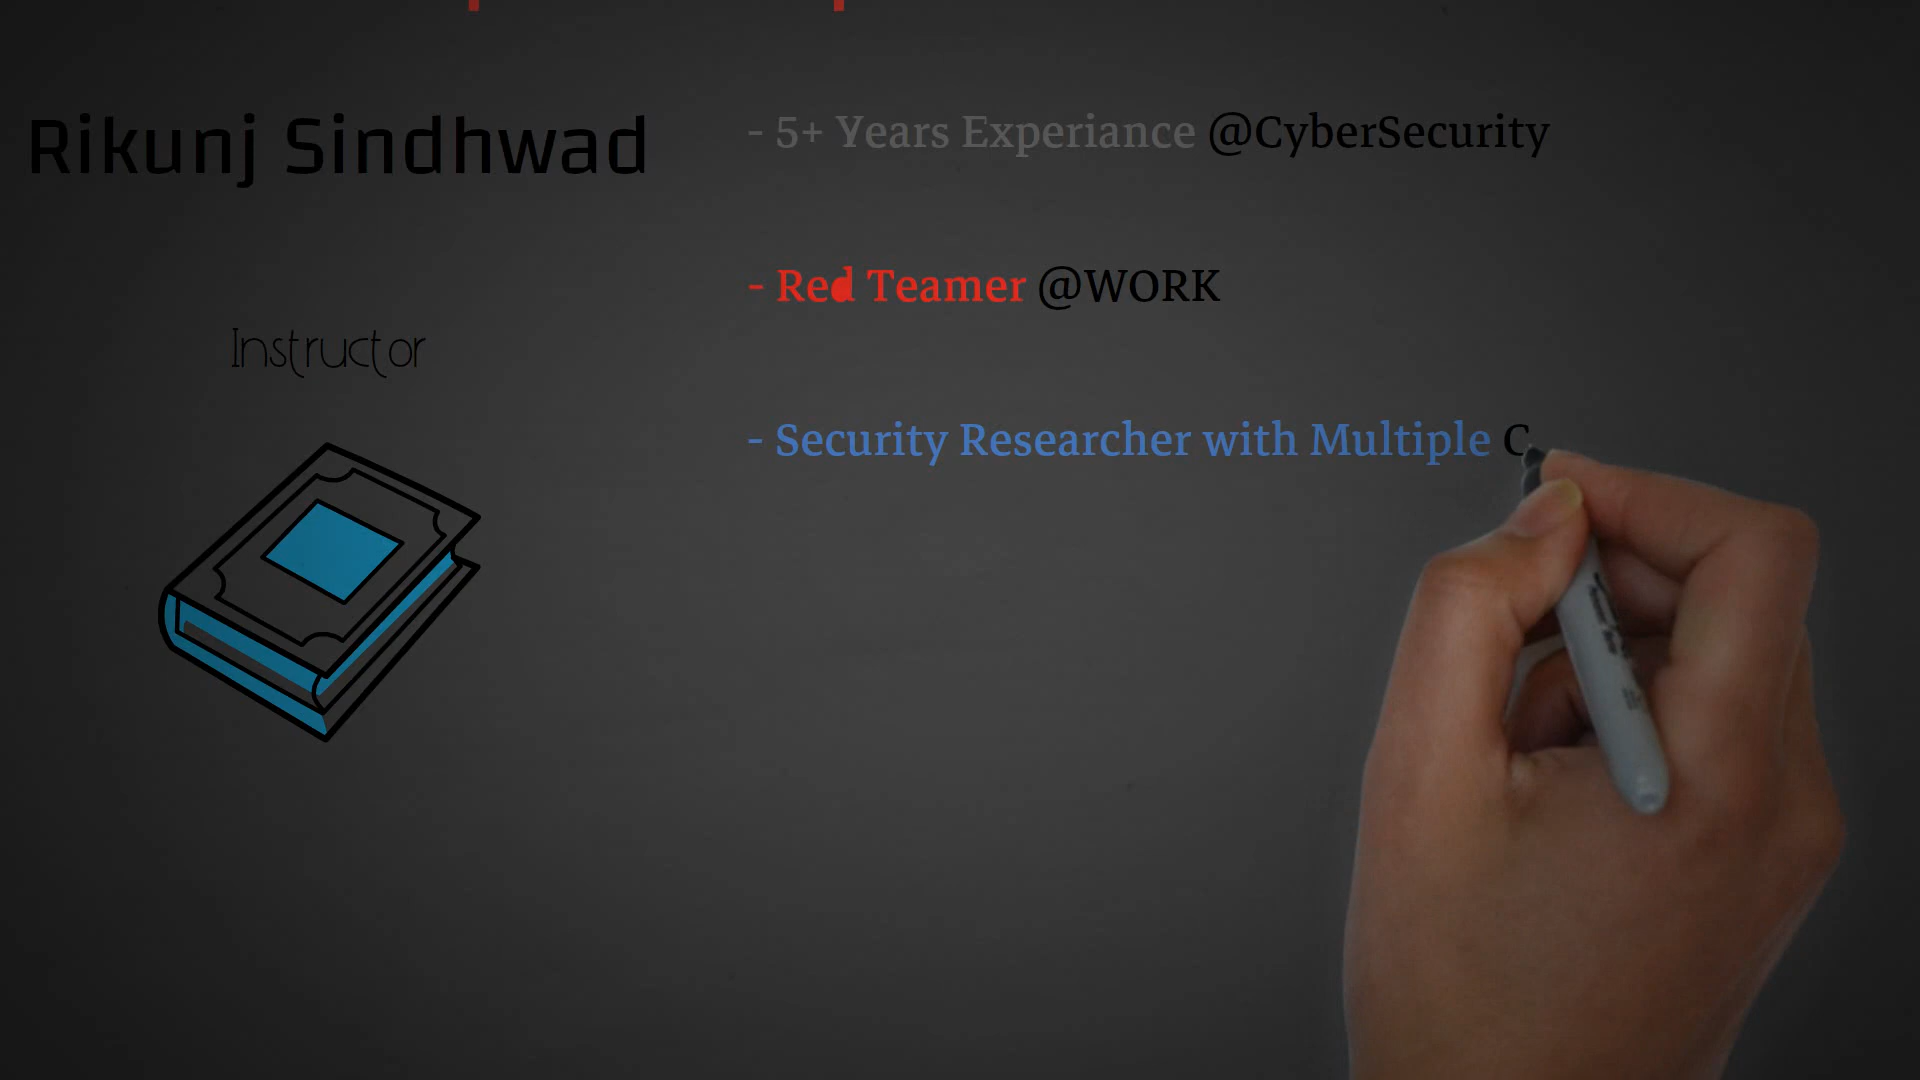 Rikunj Sindhwad
Instructor
- 5+ Years Experiance @CyberSecurity
- Red Teamer @WORK
- Security Researcher with Multiple C